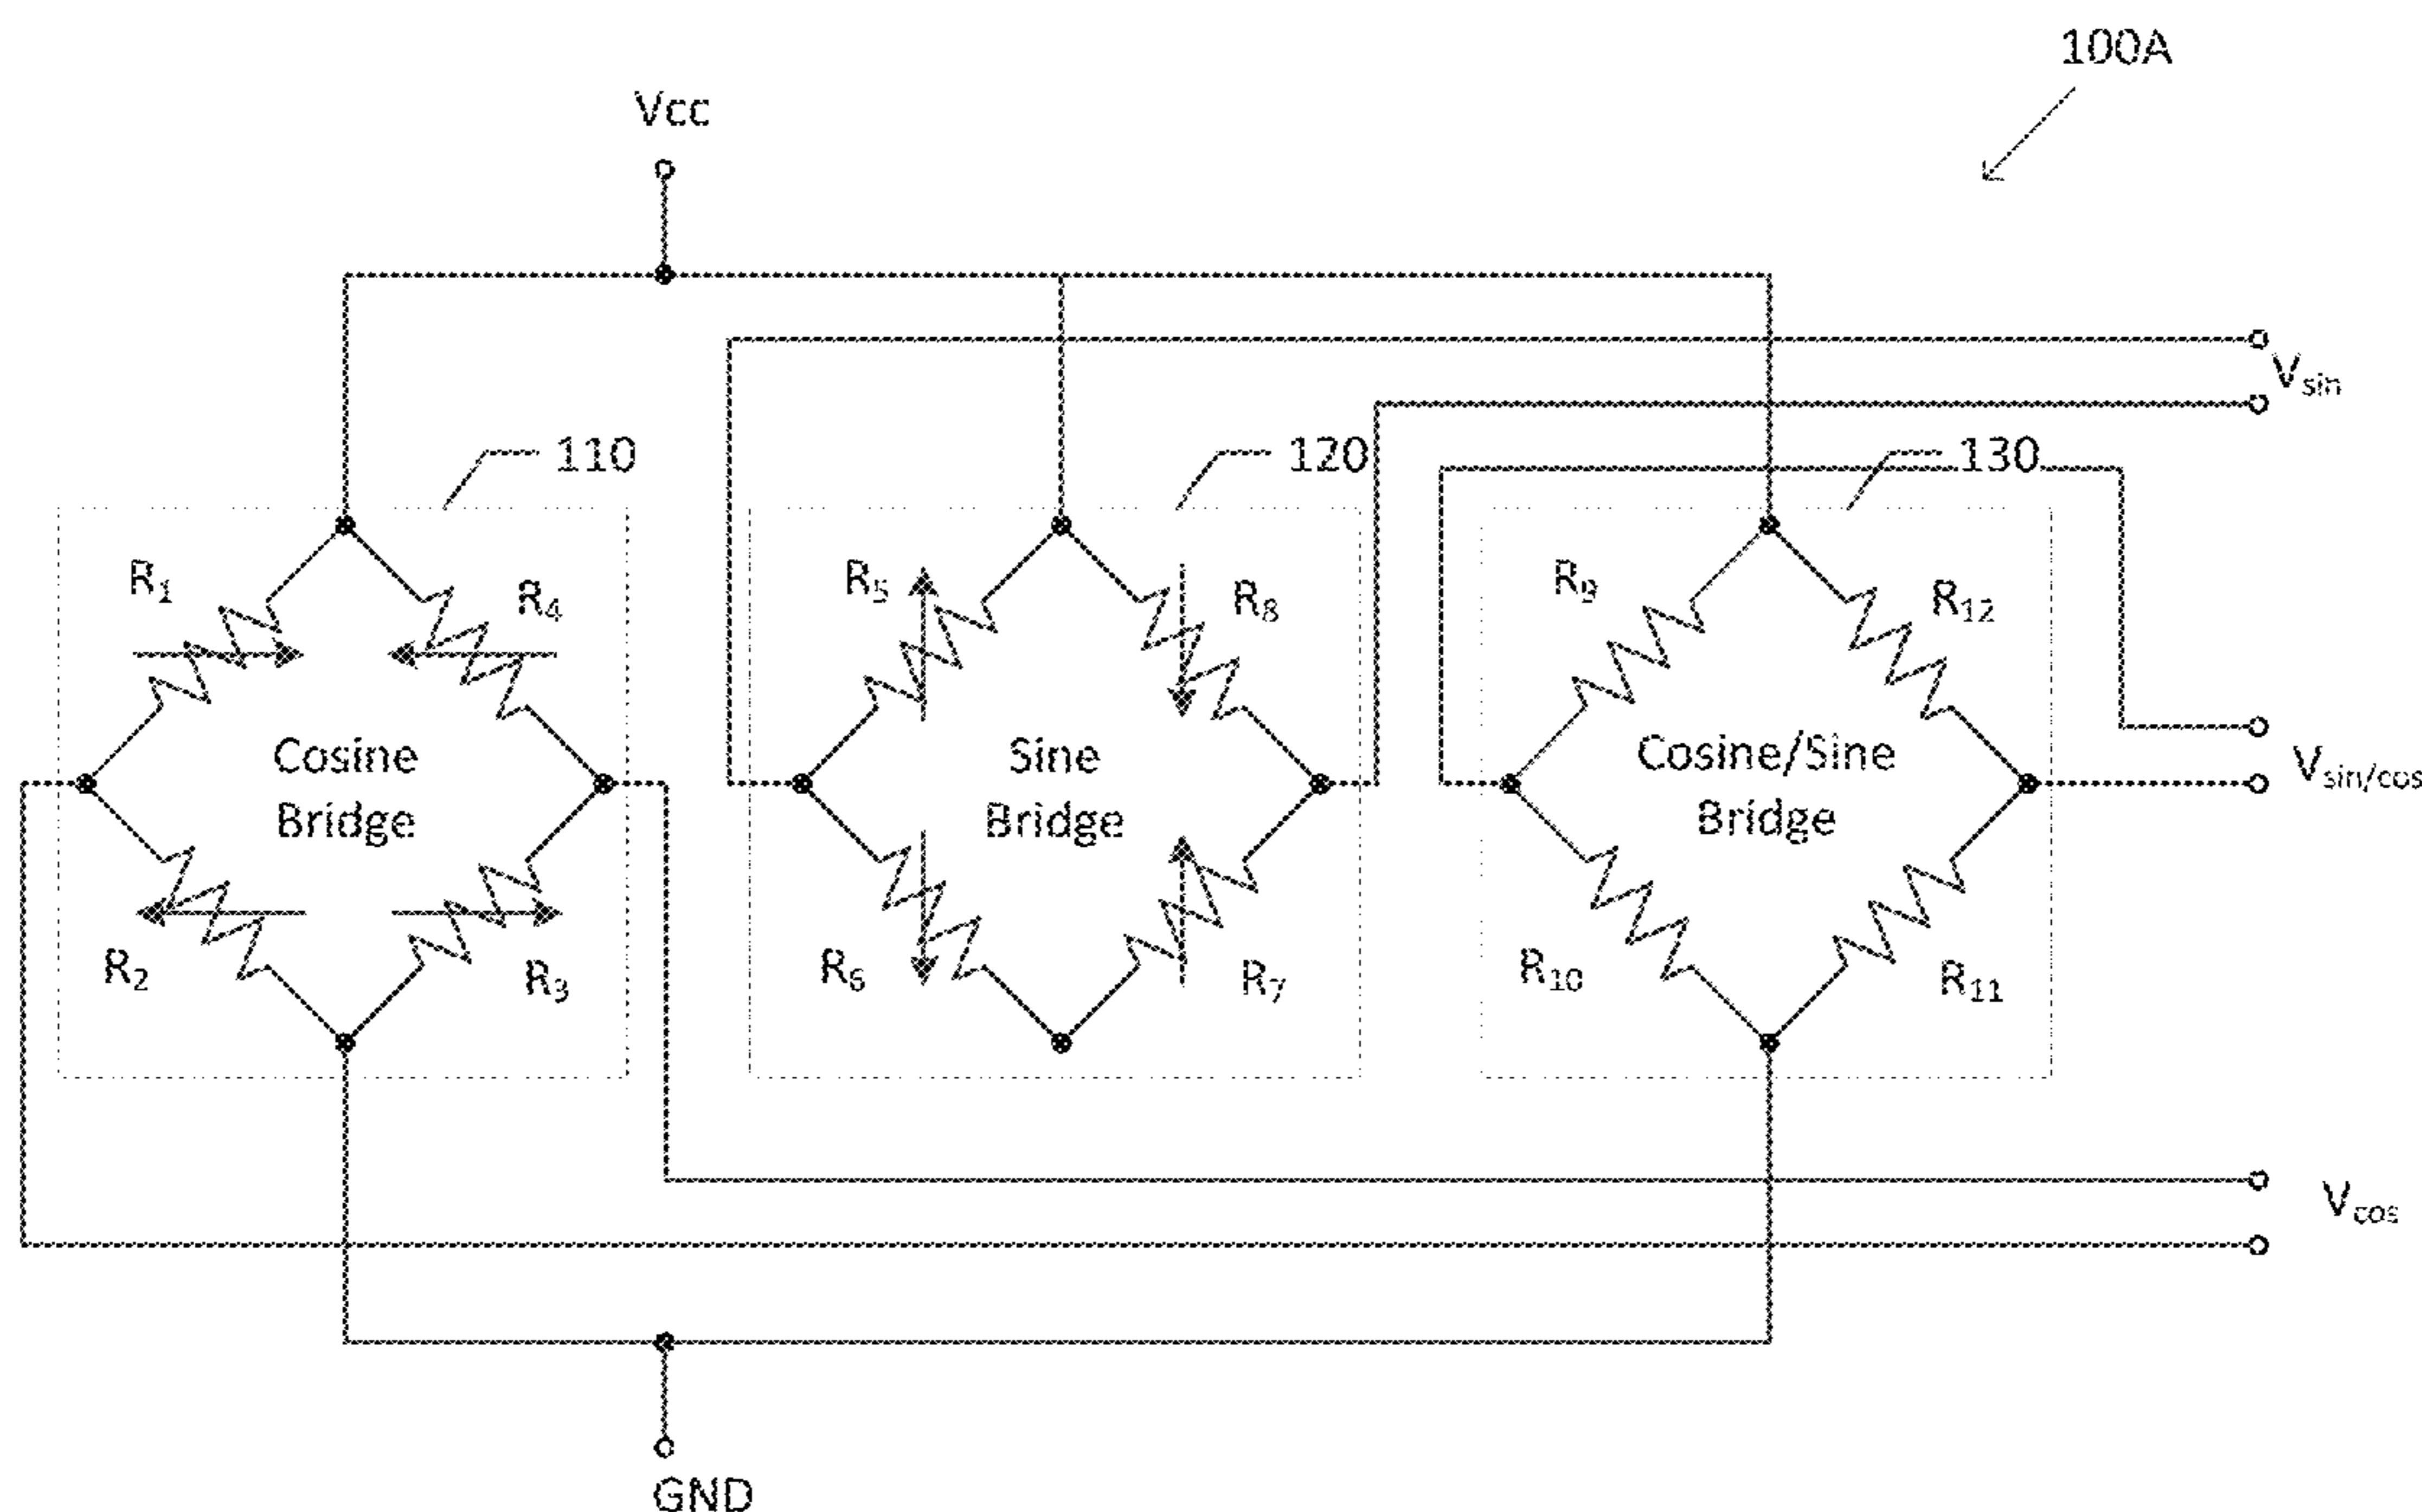 100A
Vcc
Vsin
110
120
130
R1
R4
R5
R8
R9
R12
Cosine
Bridge
Sine
Bridge
Cosine/Sine
Bridge
Vsin/cos
R2
R3
R6
R7
R10
R11
Vcos
GND